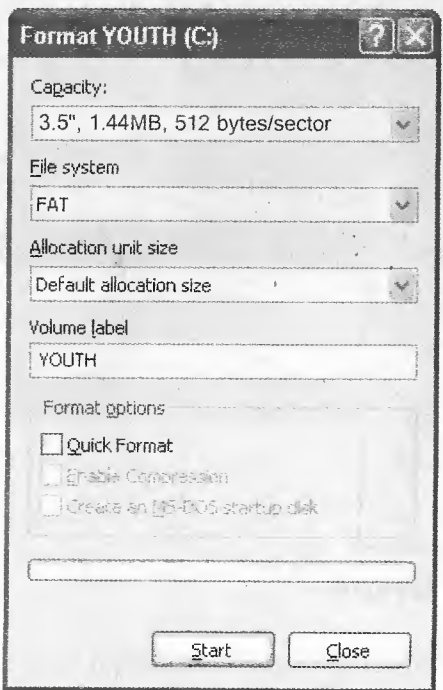 Format YOUTH (C:)
Capacity:
3.5", 1.44MB, 512 bytes/sector
File system
FAT
Allocation unit size
Default allocation size
Volume label
YOUTH
Format options
Quick Format
Enable Compression
Create an MS-DOS startup disk
Start
Close